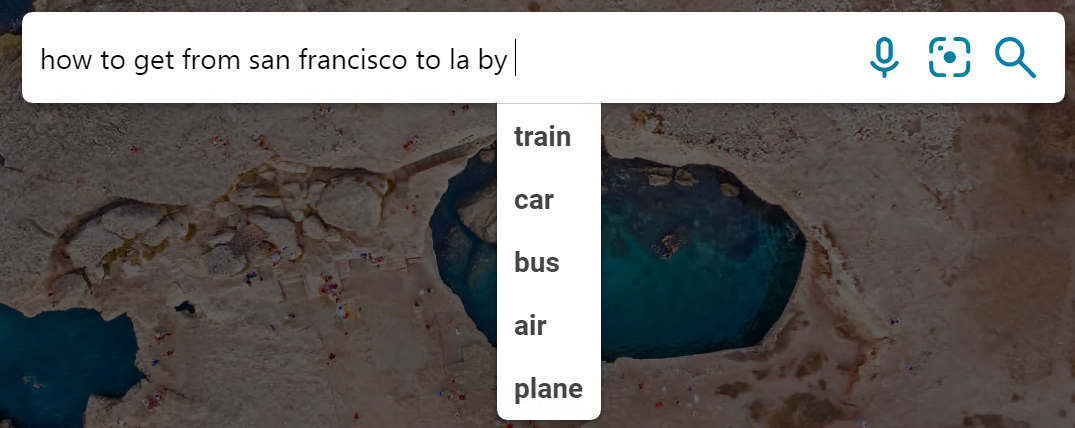 how to get from san francisco to la by
train
car
bus
air
plane